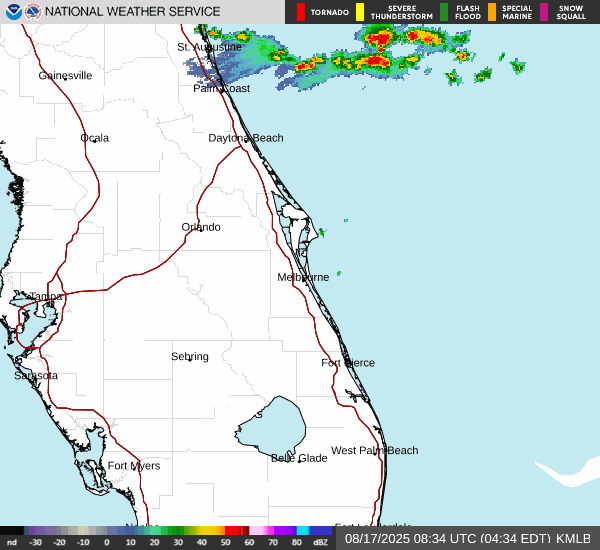 NATIONAL WEATHER SERVICE
TORNADO
SEVERE
THUNDERSTORM
FLASH
FLOOD
SPECIAL
MARINE
SNOW
SQUALL
St. Augustine
Gainesville
Palm Coast
Ocala
Daytona Beach
Orlando
Melbourne
Tampa
Sebring
Fort Pierce
Sarasota
West Palm Beach
Belle Glade
Fort Myers
nd -30 -20 -10 0 10 20 30 40 50 60 70 80 dBZ
08/17/2025 08:34 UTC (04:34 EDT) KMLB